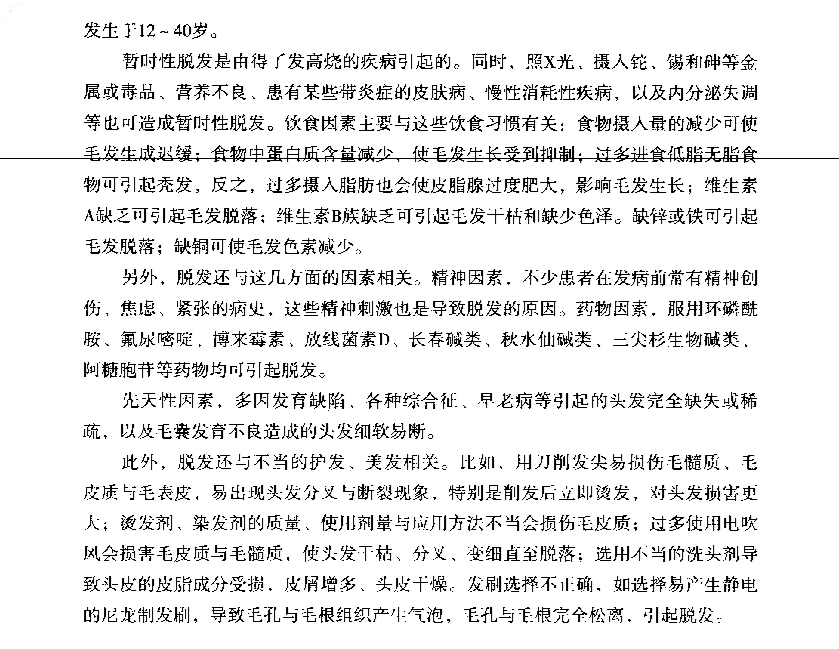 发生于12~40岁。
暂时性脱发是由得了发高烧的疾病引起的。同时，照X光、摄入铊、锡和砷等金
属或毒品、营养不良、患有某些带炎症的皮肤病、慢性消耗性疾病，以及内分泌失调
等也可造成暂时性脱发。饮食因素主要与这些饮食习惯有关：食物摄入量的减少可使
毛发生成迟缓；食物中蛋白质含量减少，使毛发生长受到抑制；过多进食低脂无脂食
物可引起秃发，反之，过多摄入脂肪也会使皮脂腺过度肥大，影响毛发生长；维生素
A缺乏可引起毛发脱落；维生素B族缺乏可引起毛发干枯和缺少色泽。缺锌或铁可引起
毛发脱落；缺铜可使毛发色素减少。
另外，脱发还与这几方面的因素相关。精神因素，不少患者在发病前常有精神创
伤、焦虑、紧张的病史，这些精神刺激也是导致脱发的原因。药物因素，服用环磷酰
胺、氟尿嘧啶、博来霉素、放线菌素D、长春碱类、秋水仙碱类、三尖杉生物碱类、
阿糖胞苷等药物均可引起脱发。
先天性因素，多因发育缺陷、各种综合征、早老病等引起的头发完全缺失或稀
疏，以及毛囊发育不良造成的头发细软易断。
此外，脱发还与不当的护发、美发相关。比如，用刀削发尖易损伤毛髓质、毛
皮质与毛表皮，易出现头发分叉与断裂现象，特别是削发后立即烫发，对头发损害更
大；烫发剂、染发剂的质量、使用剂量与应用方法不当会损伤毛皮质；过多使用电吹
风会损害毛皮质与毛髓质，使头发干枯、分叉、变细直至脱落；选用不当的洗头剂导
致头皮的皮脂成分受损，皮屑增多、头皮干燥。发刷选择不正确，如选择易产生静电
的尼龙制发刷，导致毛孔与毛根组织产生气泡，毛孔与毛根完全松离，引起脱发。